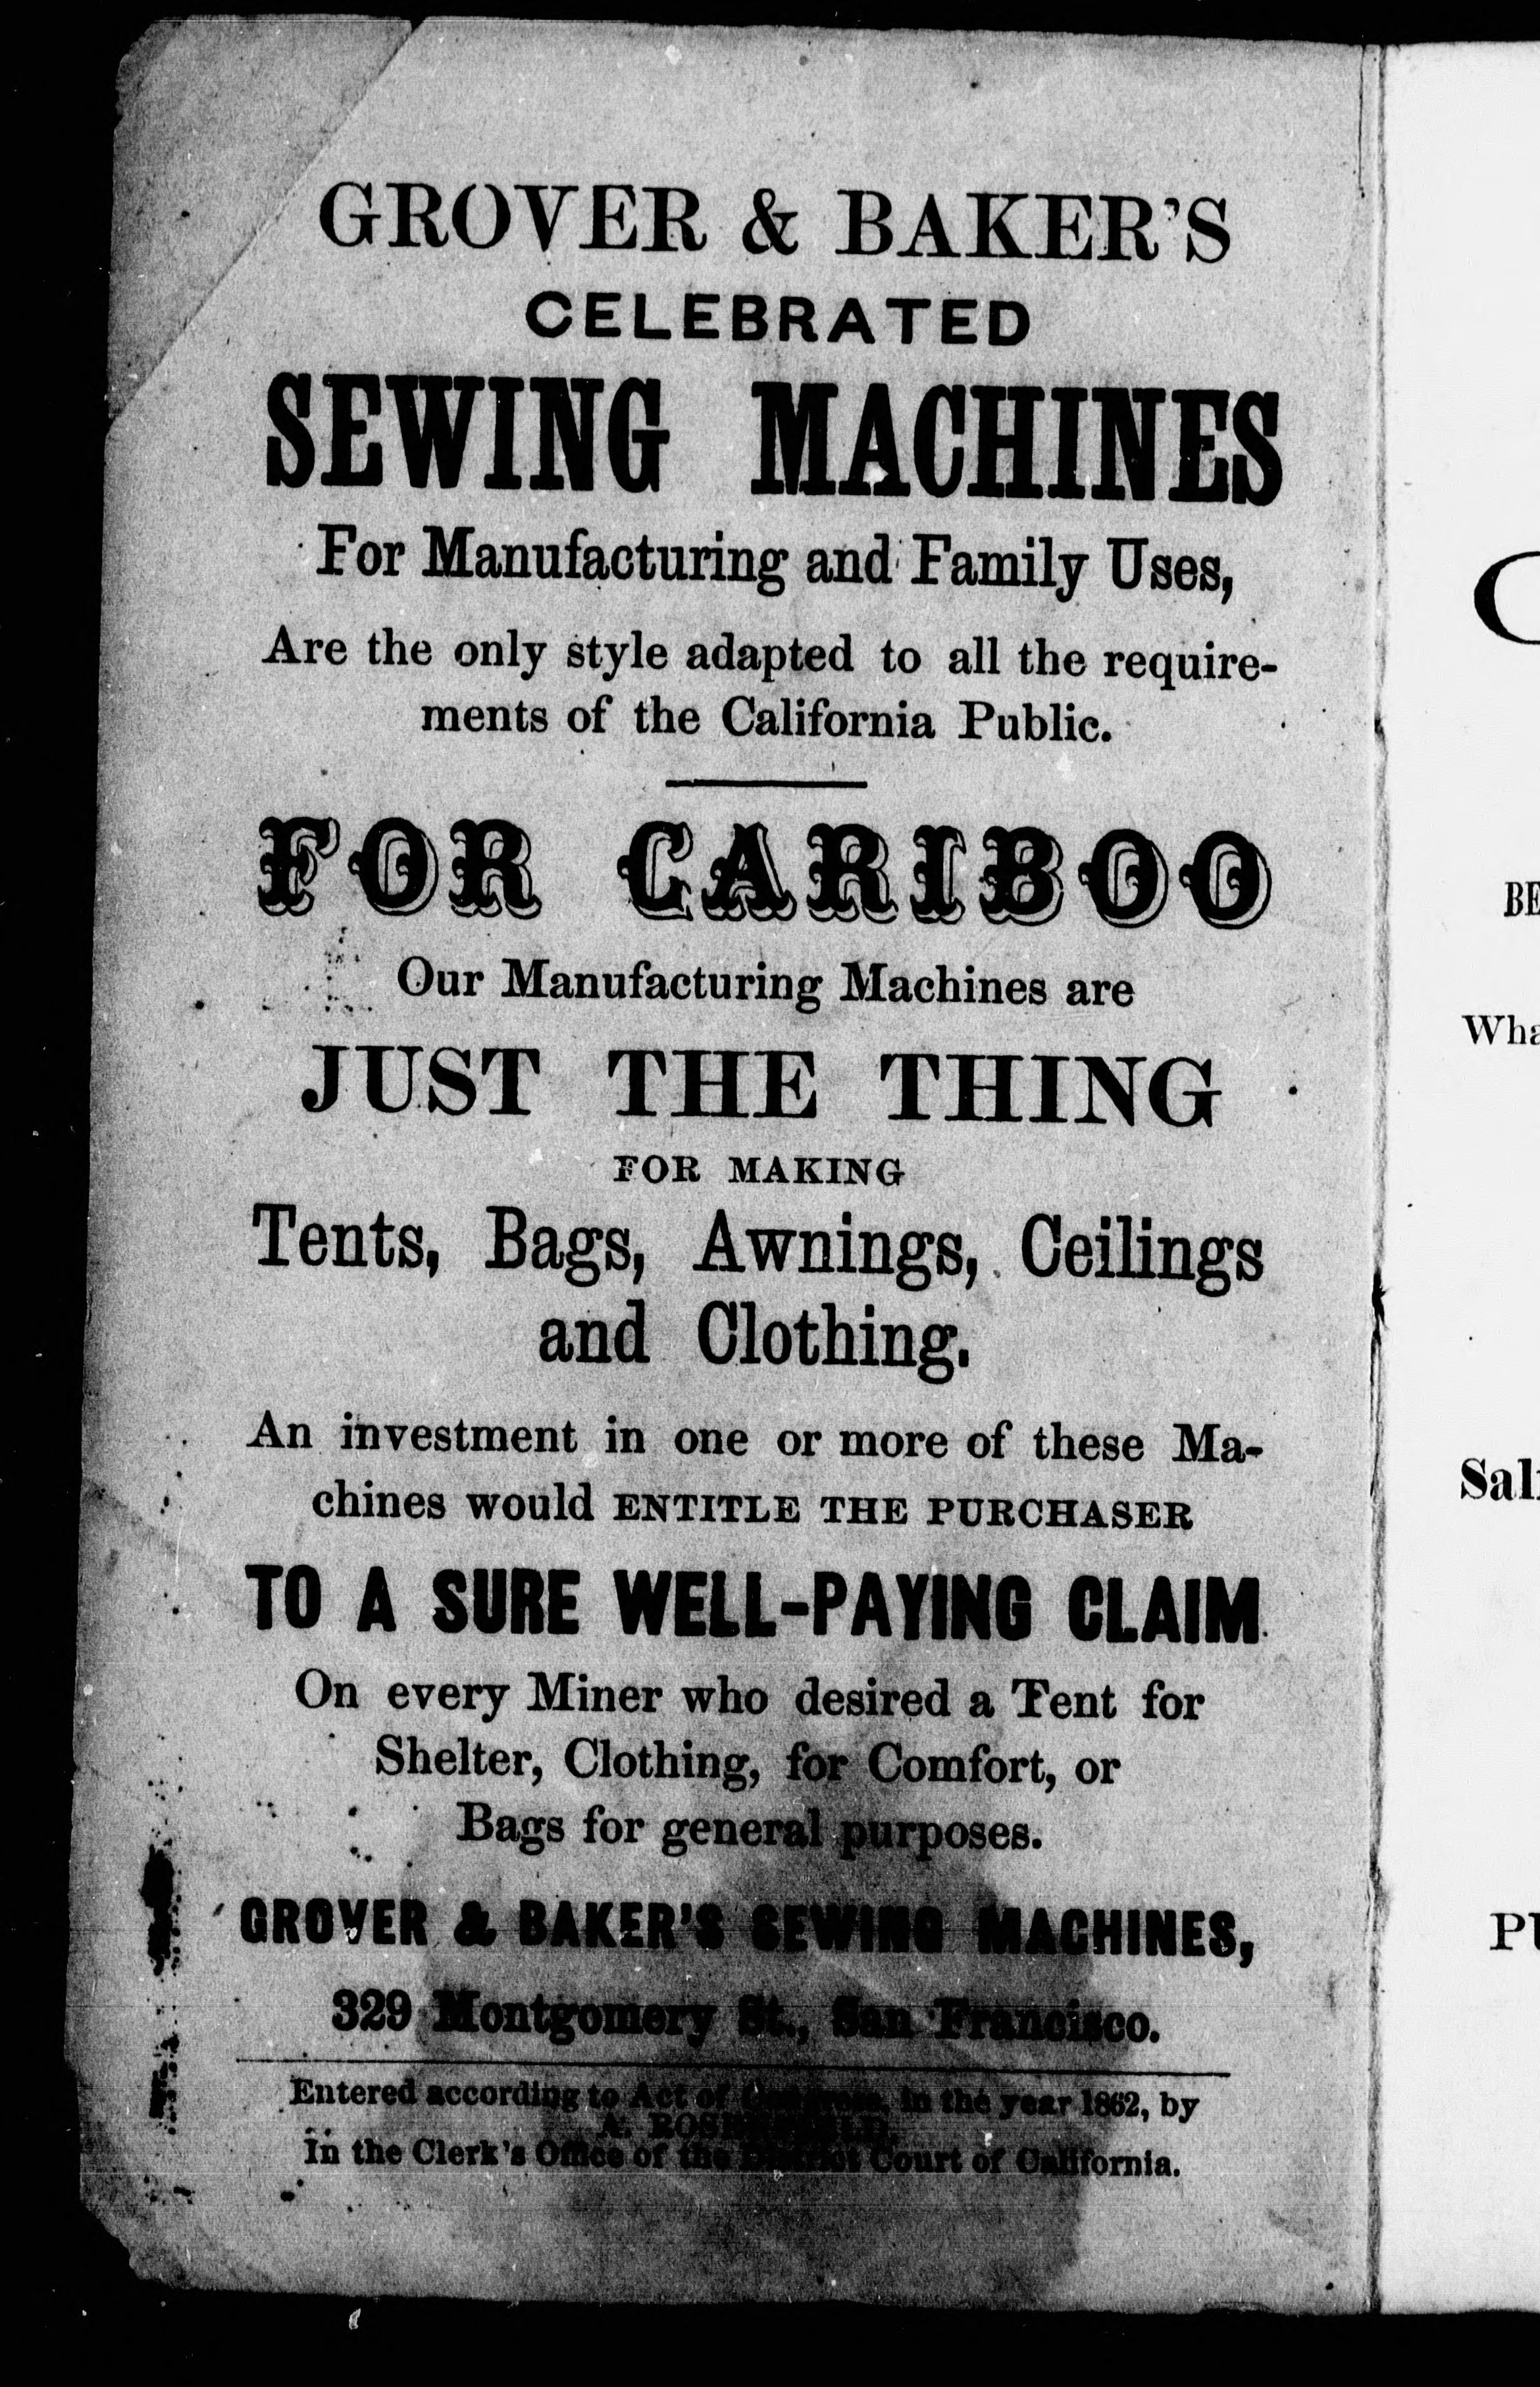 GROVER & BAKER'S
CELEBRATED
SEWING MACHINES
For Manufacturing and Family Uses,
Are the only style adapted to all the require-
ments of the California Public.
FOR CARIBOO
Our Manufacturing Machines are
JUST THE THING
FOR MAKING
Tents, Bags, Awnings, Ceilings
and Clothing.
An investment in one or more of these Ma-
chines would ENTITLE THE PURCHASER
TO A SURE WELL-PAYING CLAIM
On every Miner who desired a Tent for
Shelter, Clothing, for Comfort, or
Bags for general purposes.
GROVER & BAKER'S SEWING MACHINES,
329 Montgomery St., San Francisco.
Entered according to Act of Congress, in the year 1862, by
A.
In the Clerk's Office of the District Court of California.
C
BE
Wha
Sal
Pl